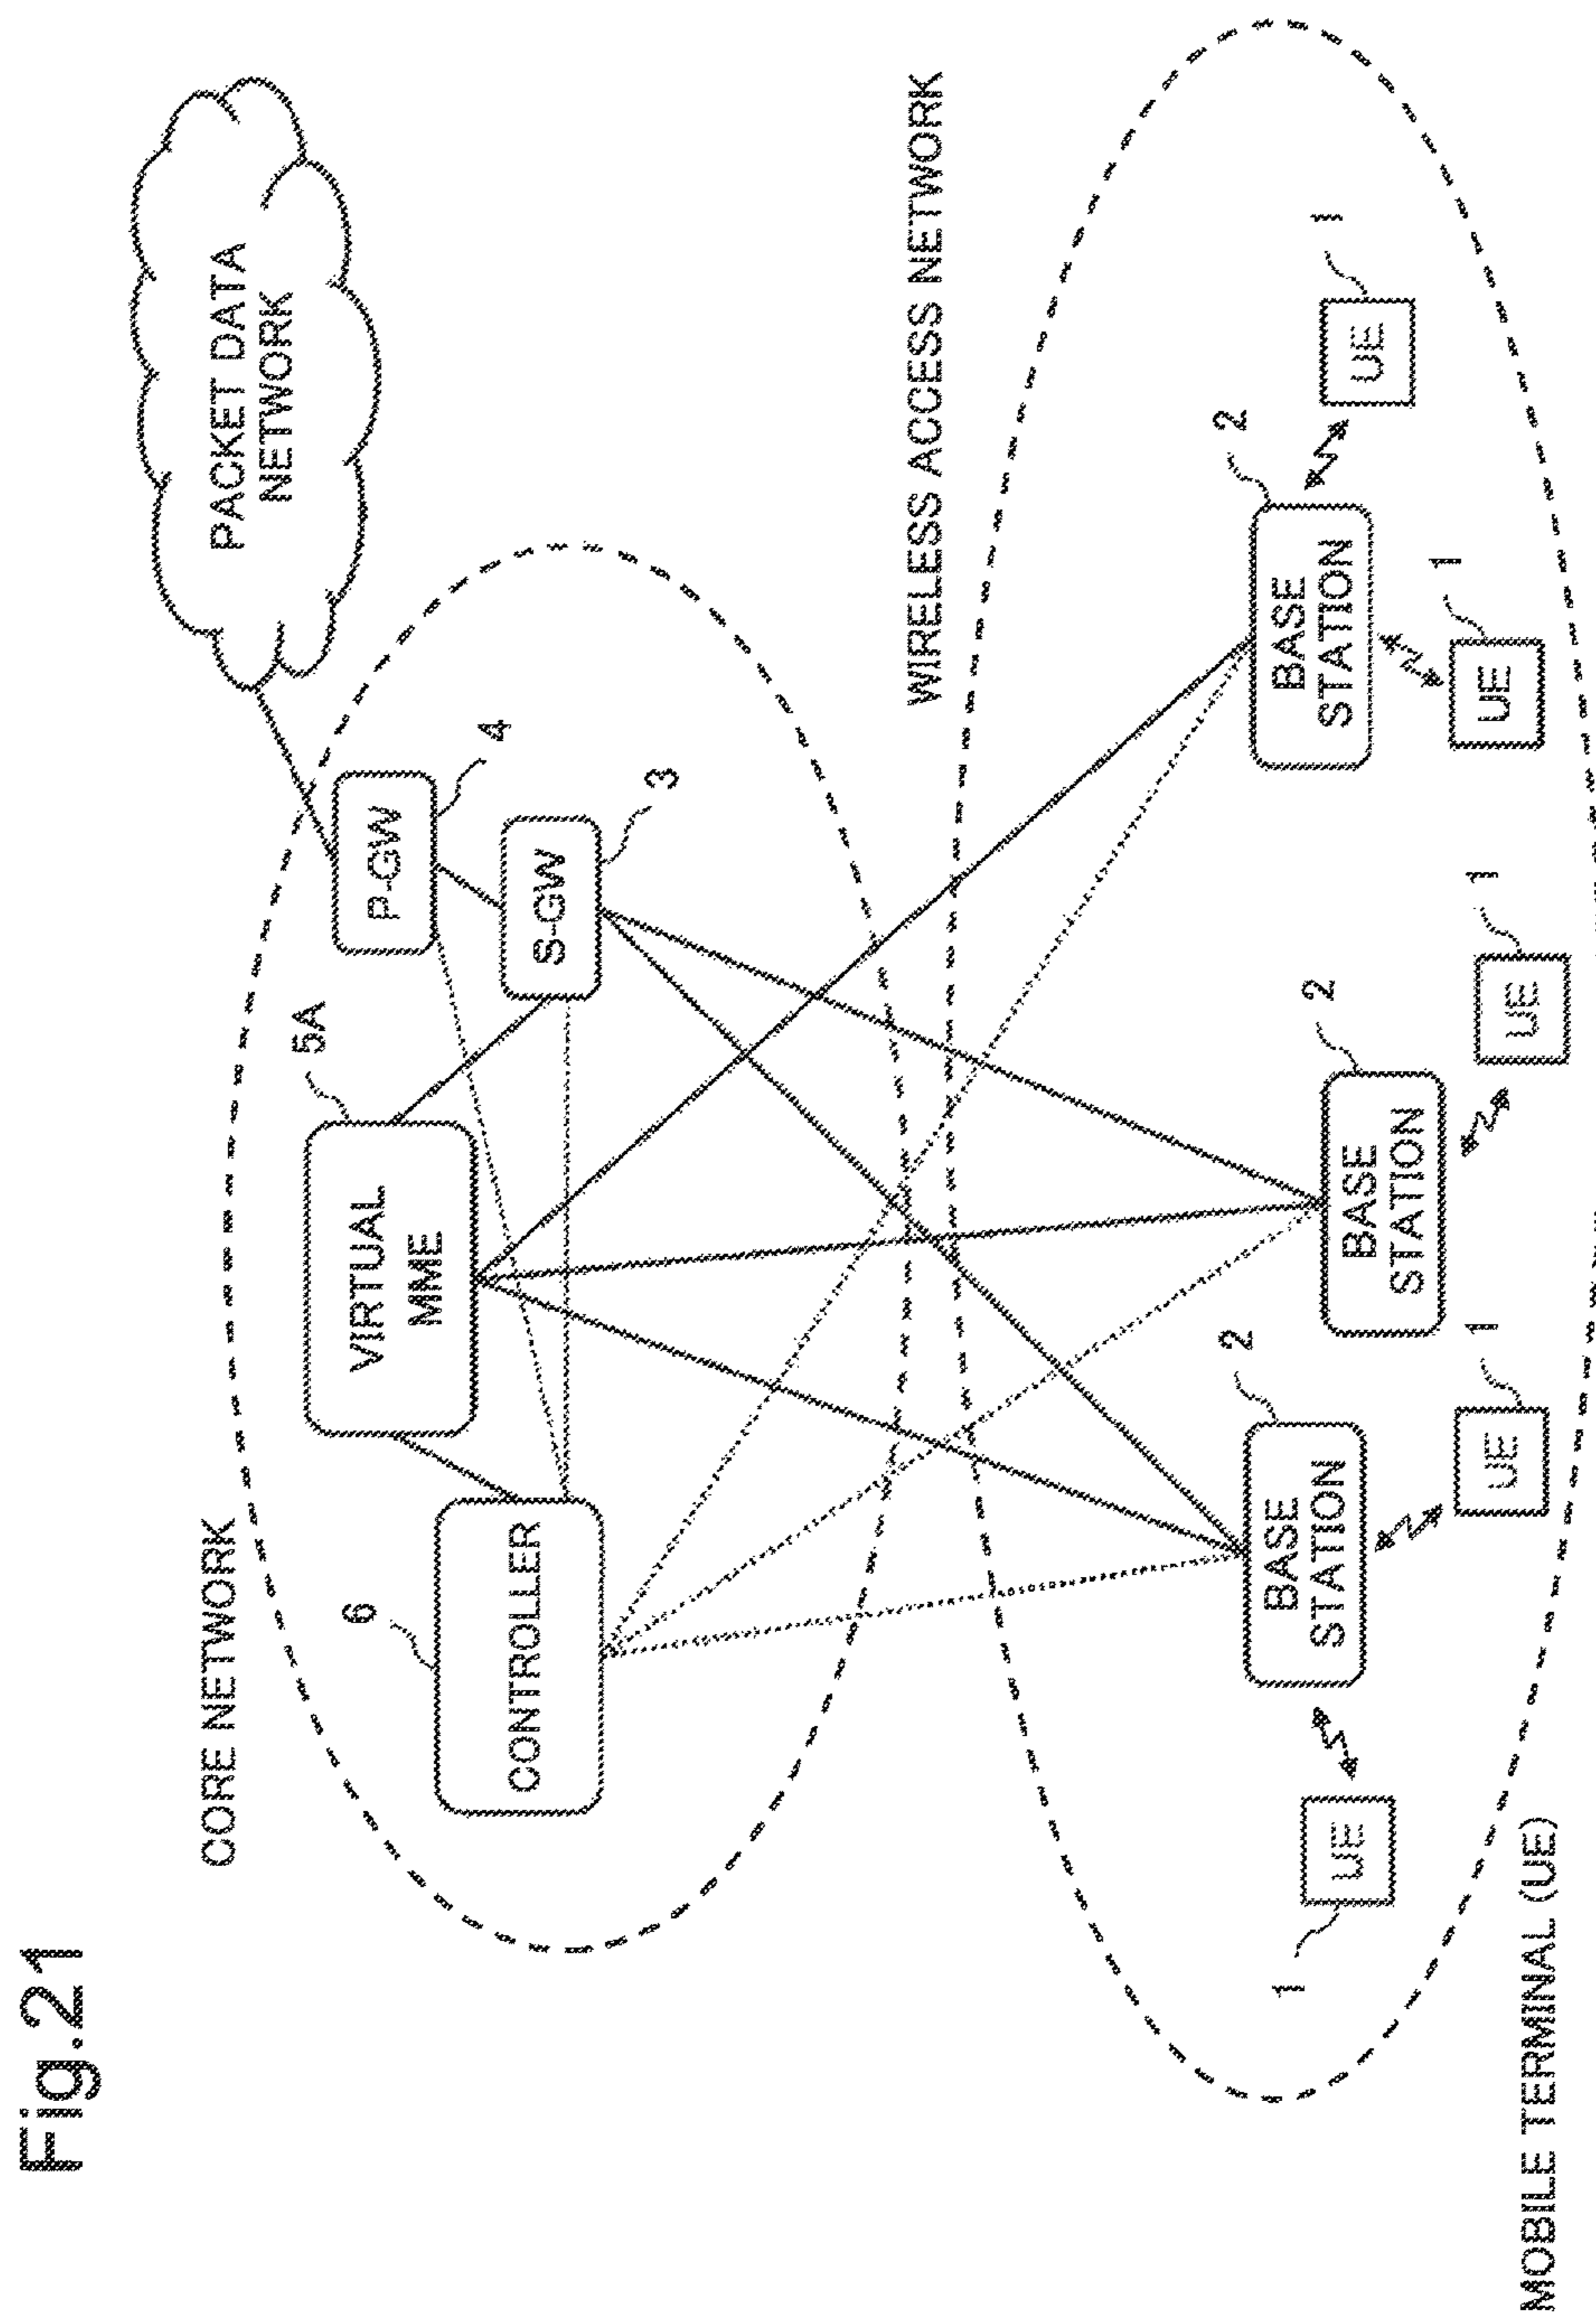 Fig.21
PACKET DATA
NETWORK
CORE NETWORK
5A
VIRTUAL
MME
P-GW
4
S-GW
3
6
CONTROLLER
WIRELESS ACCESS NETWORK
2
BASE
STATION
2
BASE
STATION
2
BASE
STATION
1
UE
1
UE
1
UE
1
UE
1
UE
MOBILE TERMINAL (UE)